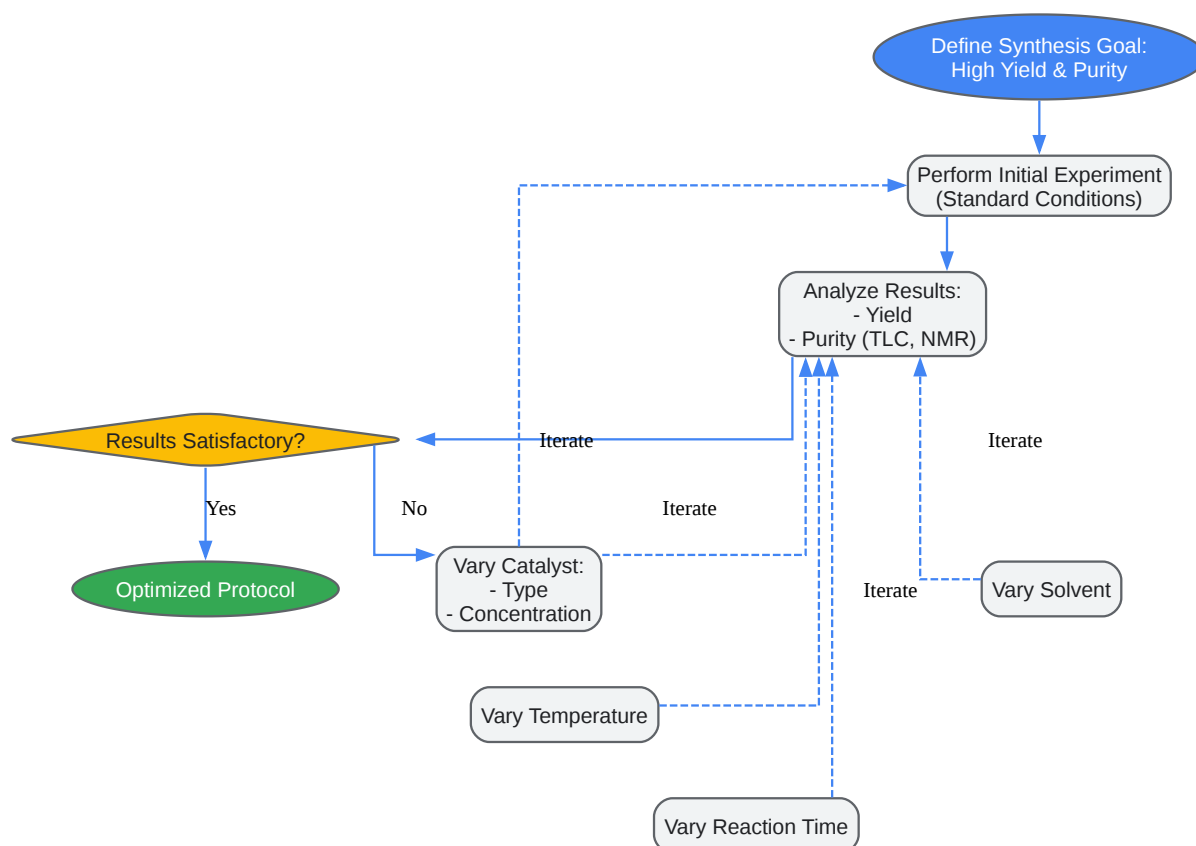 Define Synthesis Goal:
High Yield & Purity
Perform Initial Experiment
(Standard Conditions)
Analyze Results:
- Yield
- Purity (TLC, NMR)
Results Satisfactory?
Iterate
Iterate
Yes
No
Iterate
Vary Catalyst:
- Type
- Concentration
Optimized Protocol
Iterate
Vary Solvent
Vary Temperature
Vary Reaction Time